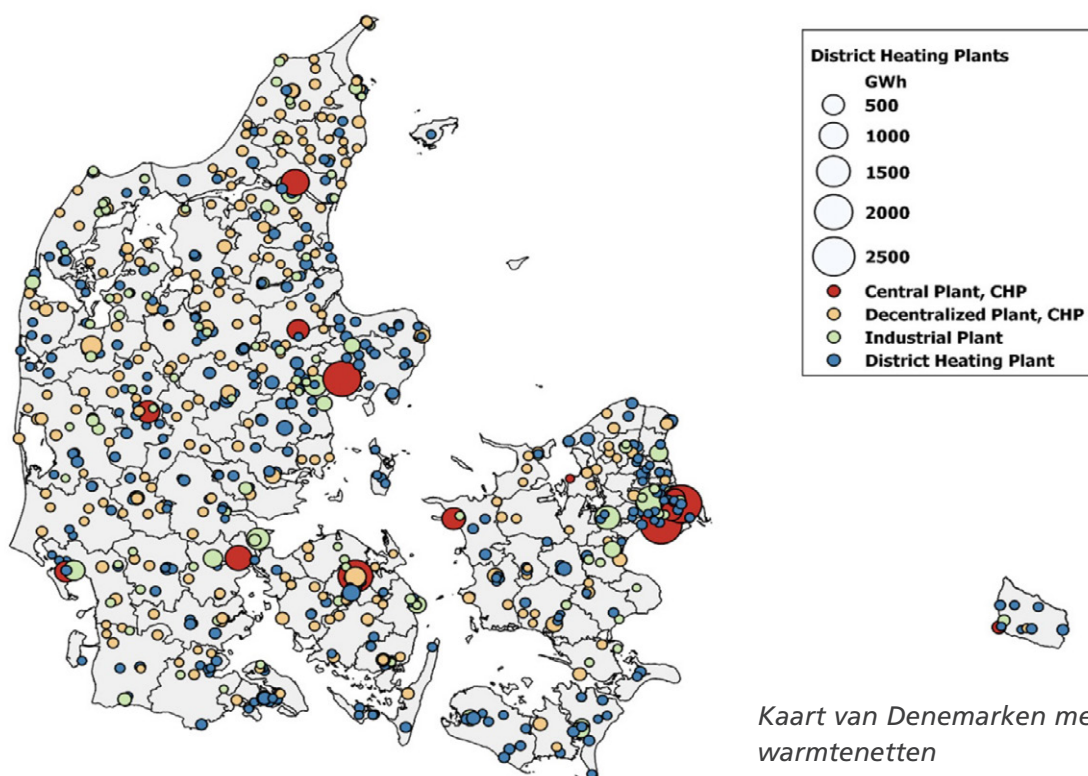 District Heating Plants
GWh
500
1000
1500
2000
2500
Central Plant, CHP
Decentralized Plant, CHP
Industrial Plant
District Heating Plant
Kaart van Denemarken me
warmtenetten